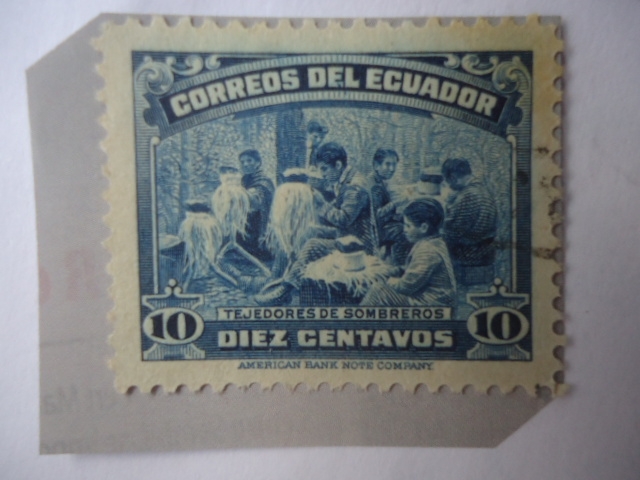 CORREOS DEL ECUADOR
TEJEDORES DE SOMBREROS
10 DIEZ CENTAVOS 10
AMERICAN BANK NOTE COMPANY